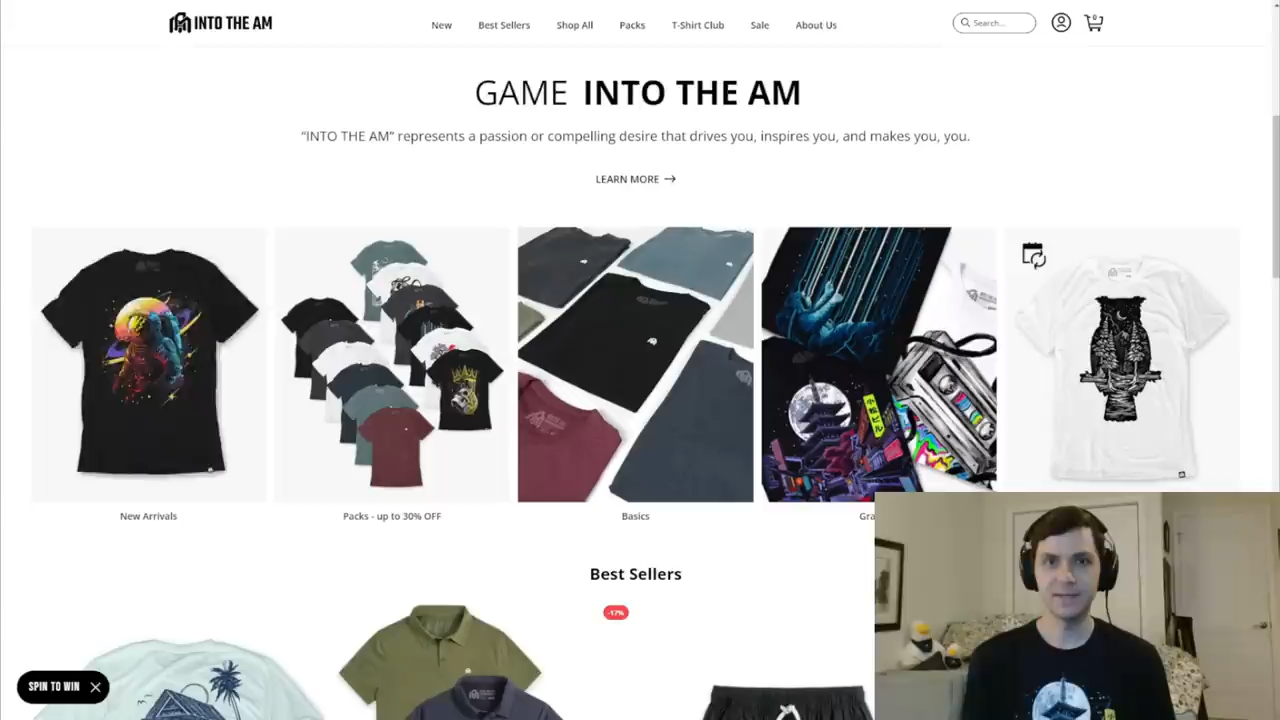 INTO THE AM
New
Best Sellers
Shop All
Packs
T-Shirt Club
Sale
About Us
Search...
0
GAME INTO THE AM
“INTO THE AM” represents a passion or compelling desire that drives you, inspires you, and makes you, you.
LEARN MORE →
New Arrivals
Packs - up to 30% OFF
Basics
Gra
Best Sellers
-17%
SPIN TO WIN